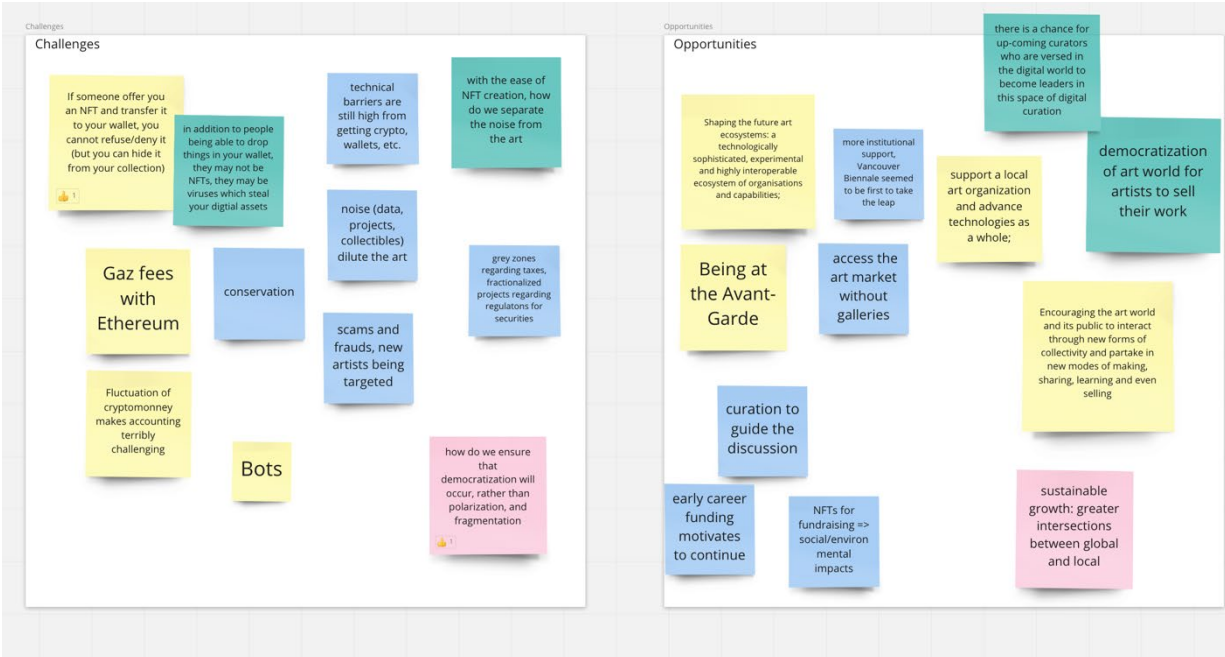 Challenges
Challenges
If someone offer you
an NFT and transfer it
to your wallet, you
cannot refuse/deny it
(but you can hide it
from your collection)
👍 1
in addition to people
being able to drop
things in your wallet,
they may not be
NFTs, they may be
viruses which steal
your digtial assets
technical
barriers are
still high from
getting crypto,
wallets, etc.
with the ease of
NFT creation, how
do we separate
the noise from
the art
noise (data,
projects,
collectibles)
dilute the art
Gaz fees
with
Ethereum
conservation
grey zones
regarding taxes,
fractionalized
projects regarding
regulatons for
securities
scams and
frauds, new
artists being
targeted
Fluctuation of
cryptomonney
makes accounting
terribly
challenging
Bots
how do we ensure
that
democratization will
occur, rather than
polarization, and
fragmentation
👍 1
Opportunities
Opportunities
there is a chance for
up-coming curators
who are versed in
the digital world to
become leaders in
this space of digital
curation
Shaping the future art
ecosystems: a
technologically
sophisticated, experimental
and highly interoperable
ecosystem of organisations
and capabilities;
more institutional
support,
Vancouver
Biennale seemed
to be first to take
the leap
support a local
art organization
and advance
technologies as
a whole;
democratization
of art world for
artists to sell
their work
Being at
the Avant-
Garde
access the
art market
without
galleries
Encouraging the art world
and its public to interact
through new forms of
collectivity and partake in
new modes of making,
sharing, learning and even
selling
curation to
guide the
discussion
early career
funding
motivates
to continue
NFTs for
fundraising =>
social/environ
mental
impacts
sustainable
growth: greater
intersections
between global
and local